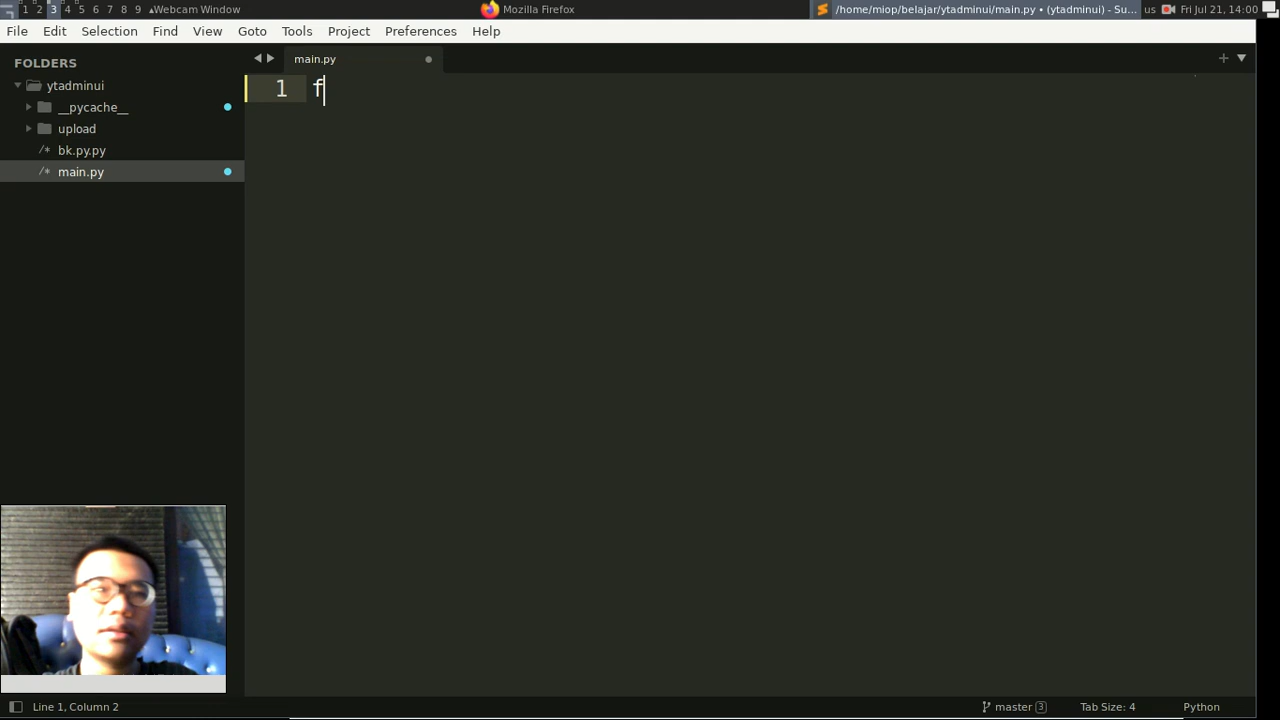 1 2 3 4 5 6 7 8 9 ▴Webcam Window
Mozilla Firefox
/home/miop/belajar/ytadminui/main.py • (ytadminui) - Su...
us
Fri Jul 21, 14:00
File Edit Selection Find View Goto Tools Project Preferences Help
FOLDERS
ytadminui
__pycache__
upload
/* bk.py.py
/* main.py
main.py
1 f
Line 1, Column 2
master 3
Tab Size: 4
Python